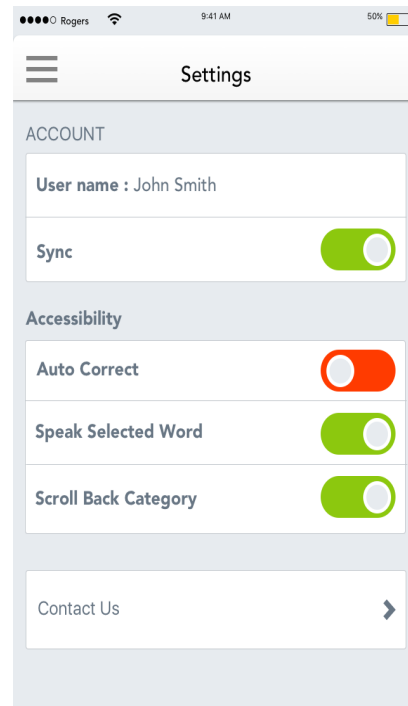 Rogers 9:41 AM 50%
Settings
ACCOUNT
User name : John Smith
Sync
Accessibility
Auto Correct
Speak Selected Word
Scroll Back Category
Contact Us